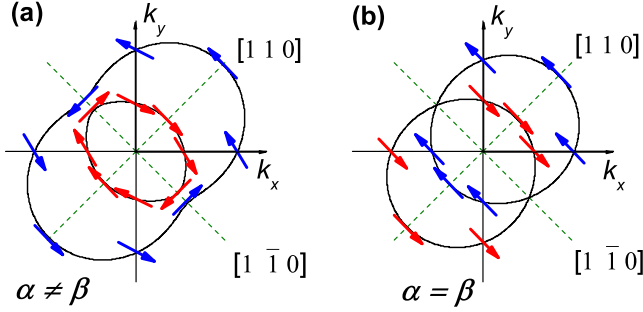 (a)
k_y
[1 1 0]
k_x
[1 1̄ 0]
α ≠ β
(b)
k_y
[1 1 0]
k_x
[1 1̄ 0]
α = β